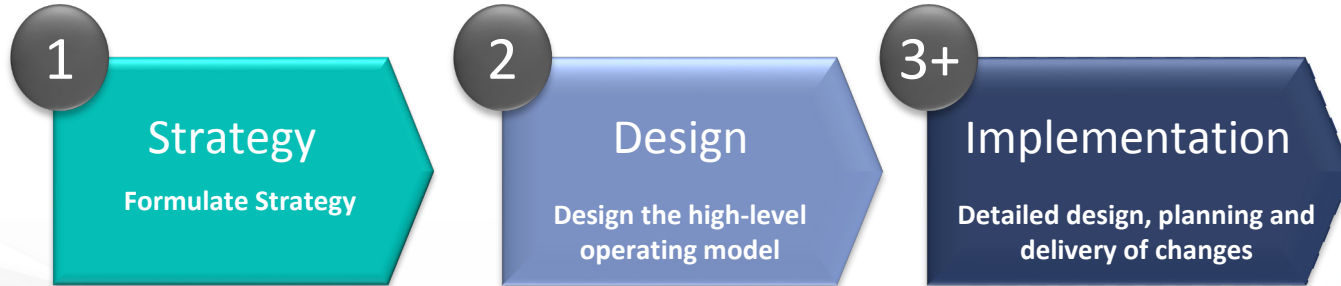 1
Strategy
Formulate Strategy
2
Design
Design the high-level
operating model
3+
Implementation
Detailed design, planning and
delivery of changes